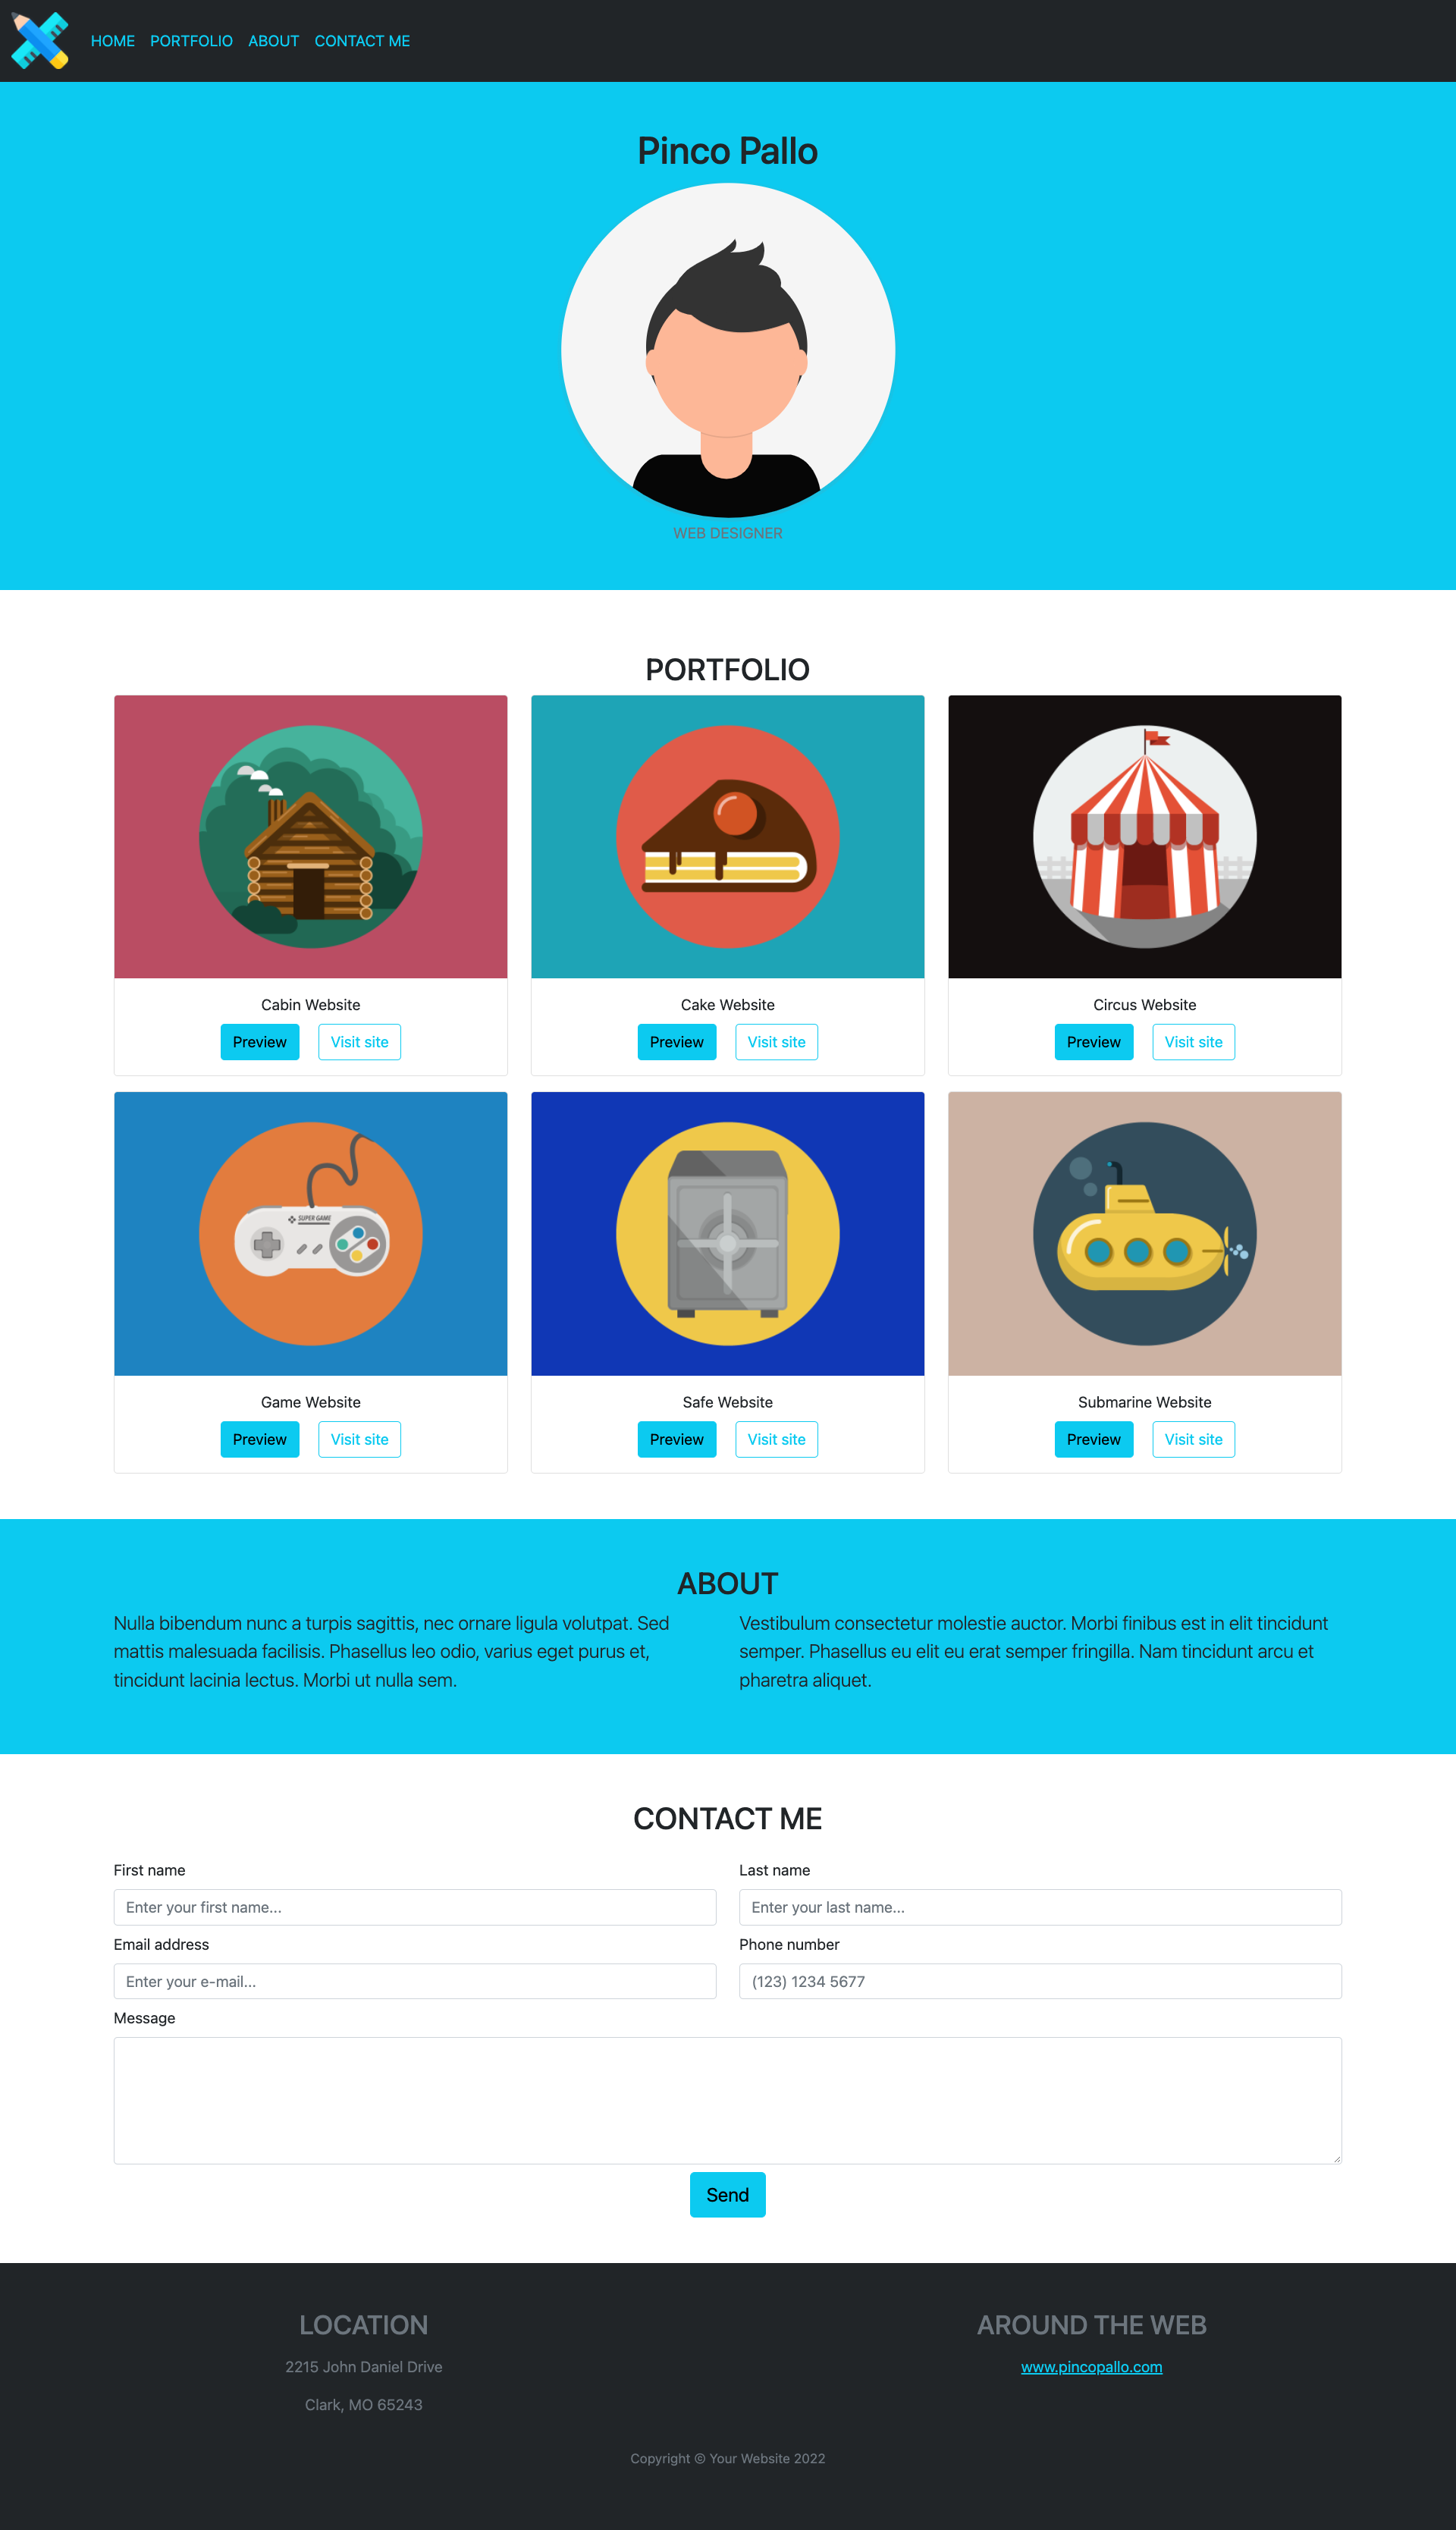 HOME PORTFOLIO ABOUT CONTACT ME
Pinco Pallo
WEB DESIGNER
PORTFOLIO
Cabin Website
Preview Visit site
Cake Website
Preview Visit site
Circus Website
Preview Visit site
SUPER GAME
Game Website
Preview Visit site
Safe Website
Preview Visit site
Submarine Website
Preview Visit site
ABOUT
Nulla bibendum nunc a turpis sagittis, nec ornare ligula volutpat. Sed
mattis malesuada facilisis. Phasellus leo odio, varius eget purus et,
tincidunt lacinia lectus. Morbi ut nulla sem.
Vestibulum consectetur molestie auctor. Morbi finibus est in elit tincidunt
semper. Phasellus eu elit eu erat semper fringilla. Nam tincidunt arcu et
pharetra aliquet.
CONTACT ME
First name
Enter your first name...
Last name
Enter your last name...
Email address
Enter your e-mail...
Phone number
(123) 1234 5677
Message
Send
LOCATION
2215 John Daniel Drive
Clark, MO 65243
AROUND THE WEB
www.pincopallo.com
Copyright © Your Website 2022